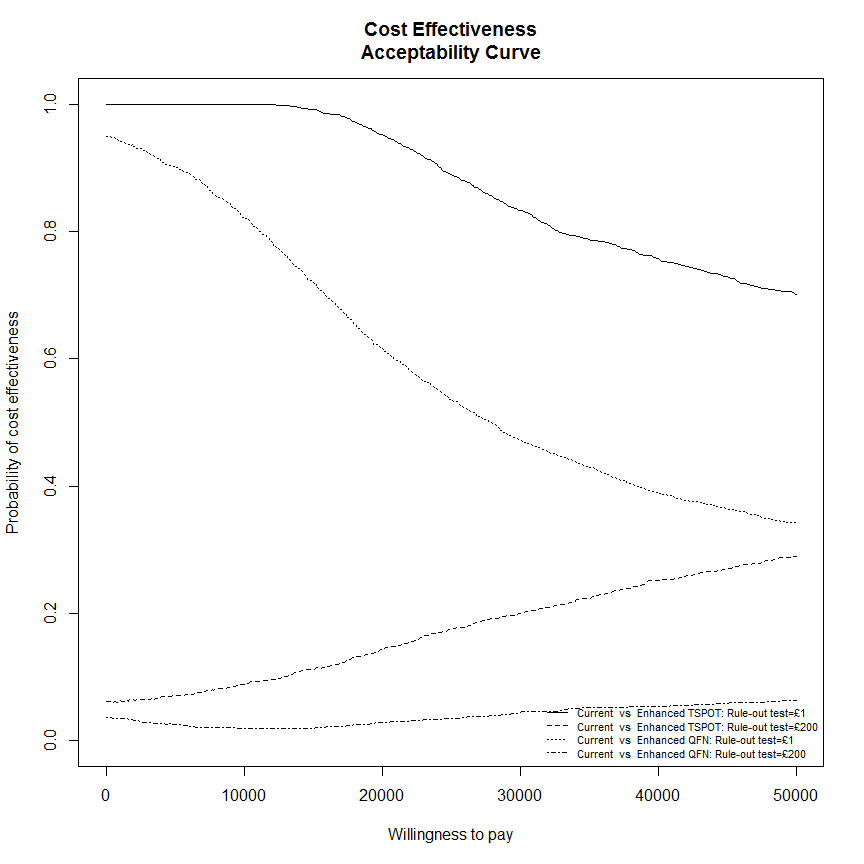 Cost Effectiveness
Acceptability Curve
Probability of cost effectiveness
1.0
0.8
0.6
0.4
0.2
0.0
Current vs Enhanced TSPOT: Rule-out test=£1
Current vs Enhanced TSPOT: Rule-out test=£200
Current vs Enhanced QFN: Rule-out test=£1
Current vs Enhanced QFN: Rule-out test=£200
0 10000 20000 30000 40000 50000
Willingness to pay